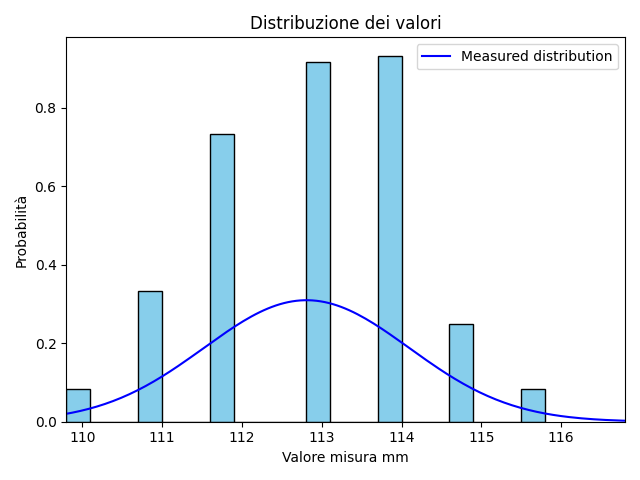 Distribuzione dei valori
Measured distribution
Probabilità
0.8
0.6
0.4
0.2
0.0
110 111 112 113 114 115 116
Valore misura mm